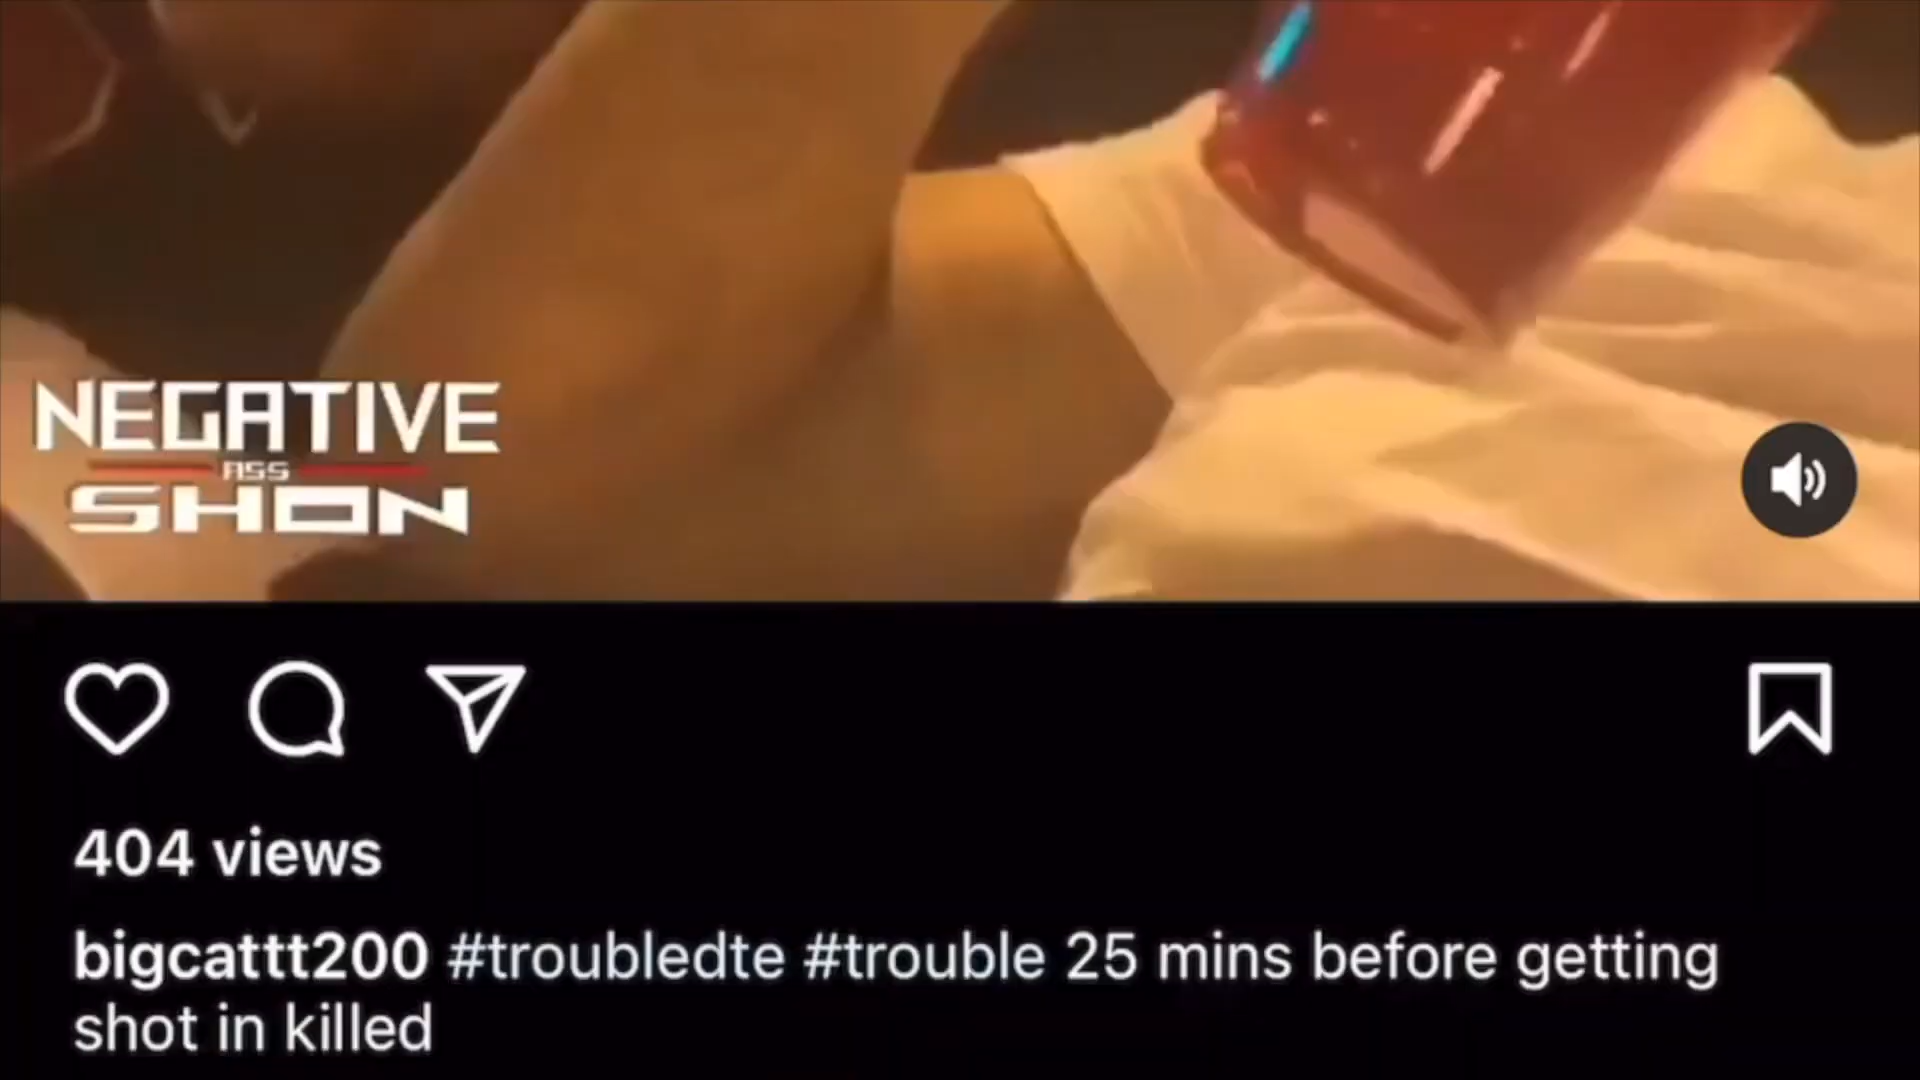 NEGATIVE
ASS
SHON
404 views
bigcattt200 #troubledte #trouble 25 mins before getting
shot in killed